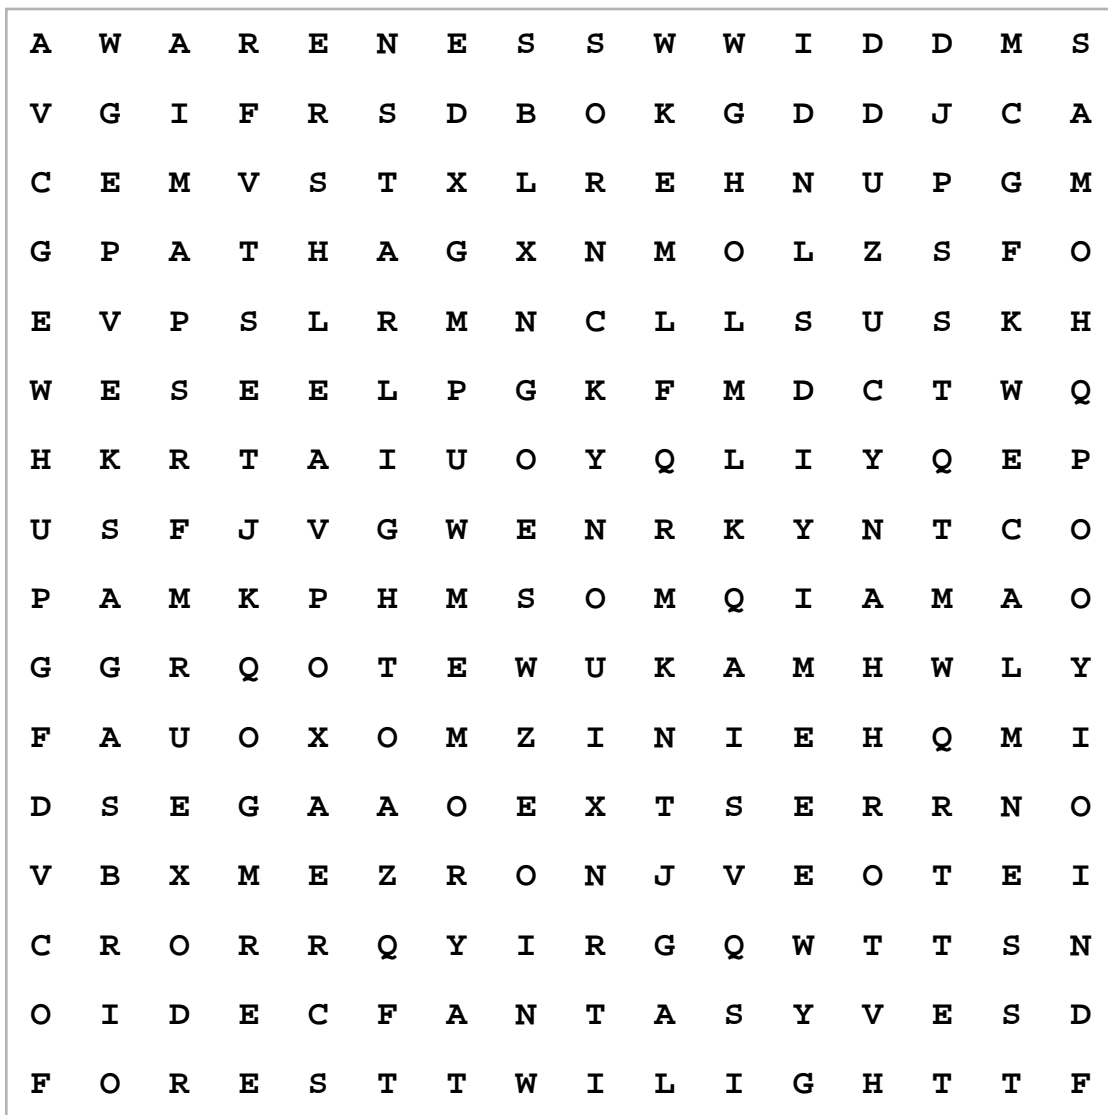 A W A R E N E S S W W I D D M S
V G I F R S D B O K G D D J C A
C E M V S T X L R E H N U P G M
G P A T H A G X N M O L Z S F O
E V P S L R M N C L L S U S K H
W E S E E L P G K F M D C T W Q
H K R T A I U O Y Q L I Y Q E P
U S F J V G W E N R K Y N T C O
P A M K P H M S O M Q I A M A O
G G R Q O T E W U K A M H W L Y
F A U O X O M Z I N I E H Q M I
D S E G A A O E X T S E R R N O
V B X M E Z R O N J V E O T E I
C R O R R Q Y I R G Q W T T S N
O I D E C F A N T A S Y V E S D
F O R E S T T W I L I G H T T F